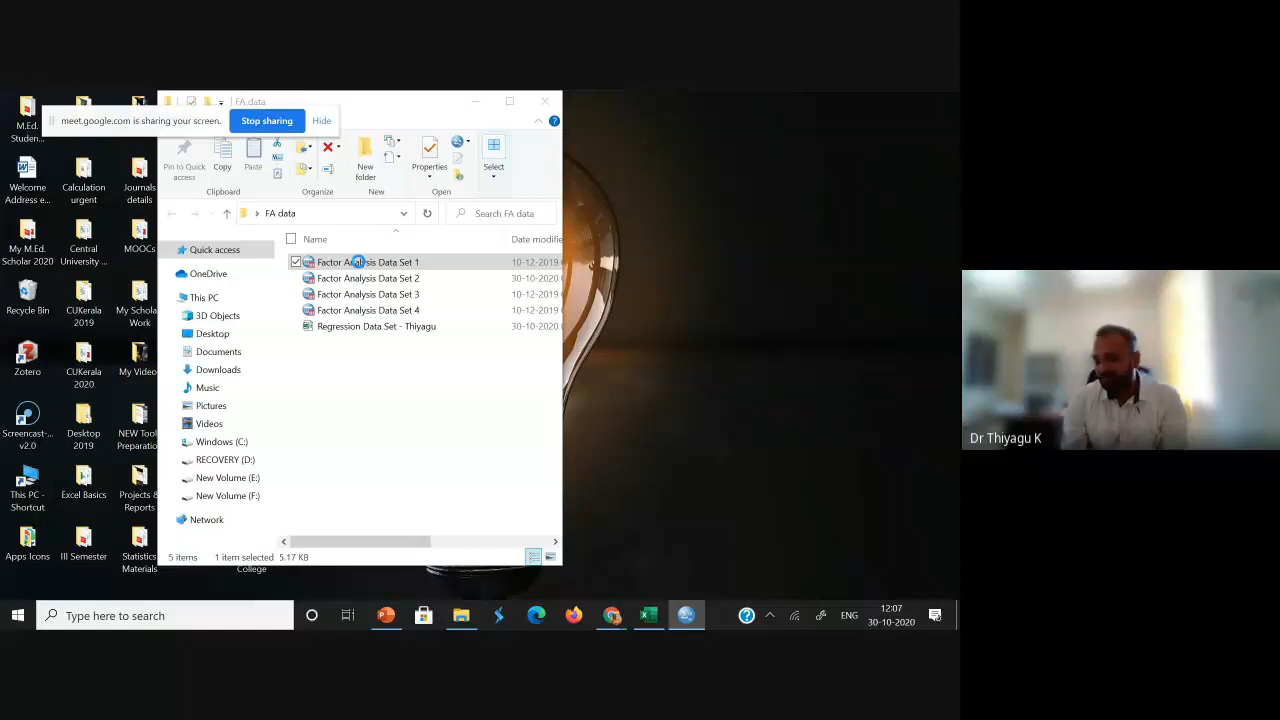 FA data
meet.google.com is sharing your screen. Stop sharing Hide
Pin to Quick access
Copy
Paste
New folder
Properties
Select
Clipboard
Organize
New
Open
FA data
Search FA data
Name
Date modifie
Quick access
OneDrive
This PC
3D Objects
Desktop
Documents
Downloads
Music
Pictures
Videos
Windows (C:)
RECOVERY (D:)
New Volume (E:)
New Volume (F:)
Network
Factor Analysis Data Set 1 10-12-2019
Factor Analysis Data Set 2 30-10-2020
Factor Analysis Data Set 3 10-12-2019
Factor Analysis Data Set 4 10-12-2019
Regression Data Set - Thiyagu 30-10-2020
5 items 1 item selected 5.17 KB
M.Ed.
Studen...
Welcome
Address e...
Calculation
urgent
Journals
details
My M.Ed.
Scholar 2020
Central
University ...
MOOCs
Recycle Bin
CUKerala
2019
My Schola
Work
Zotero
CUKerala
2020
My Video
Screencast-...
v2.0
Desktop
2019
NEW Tool
Preparatio
This PC -
Shortcut
Excel Basics
Projects &
Reports
Apps Icons
III Semester
Statistics
Materials
College
Type here to search
ENG
12:07
30-10-2020
Dr Thiyagu K